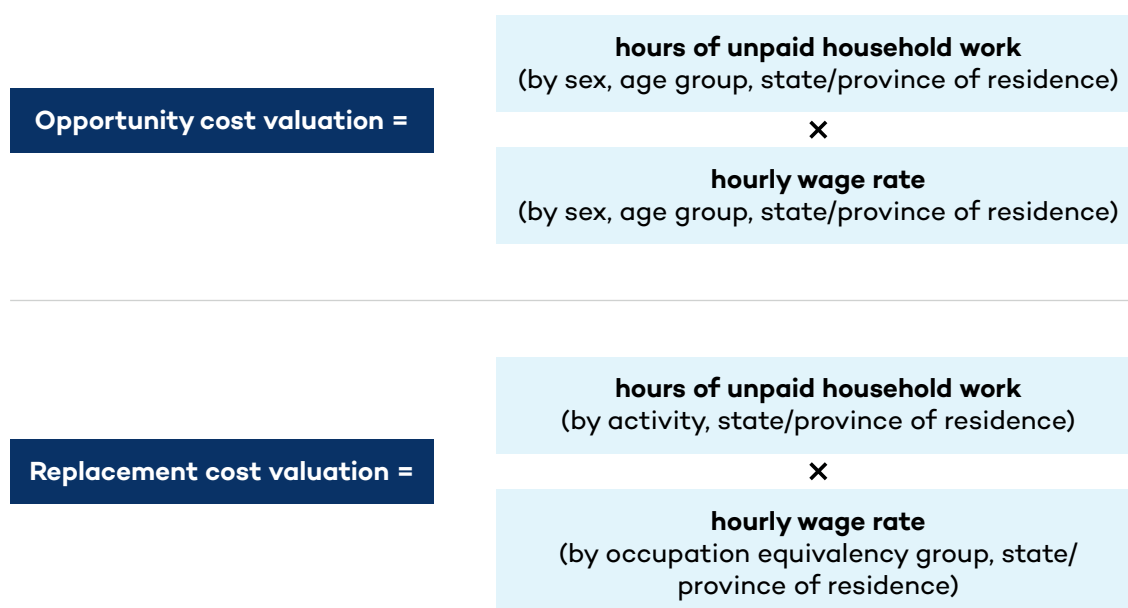 Opportunity cost valuation =
hours of unpaid household work
(by sex, age group, state/province of residence)
×
hourly wage rate
(by sex, age group, state/province of residence)
Replacement cost valuation =
hours of unpaid household work
(by activity, state/province of residence)
×
hourly wage rate
(by occupation equivalency group, state/
province of residence)